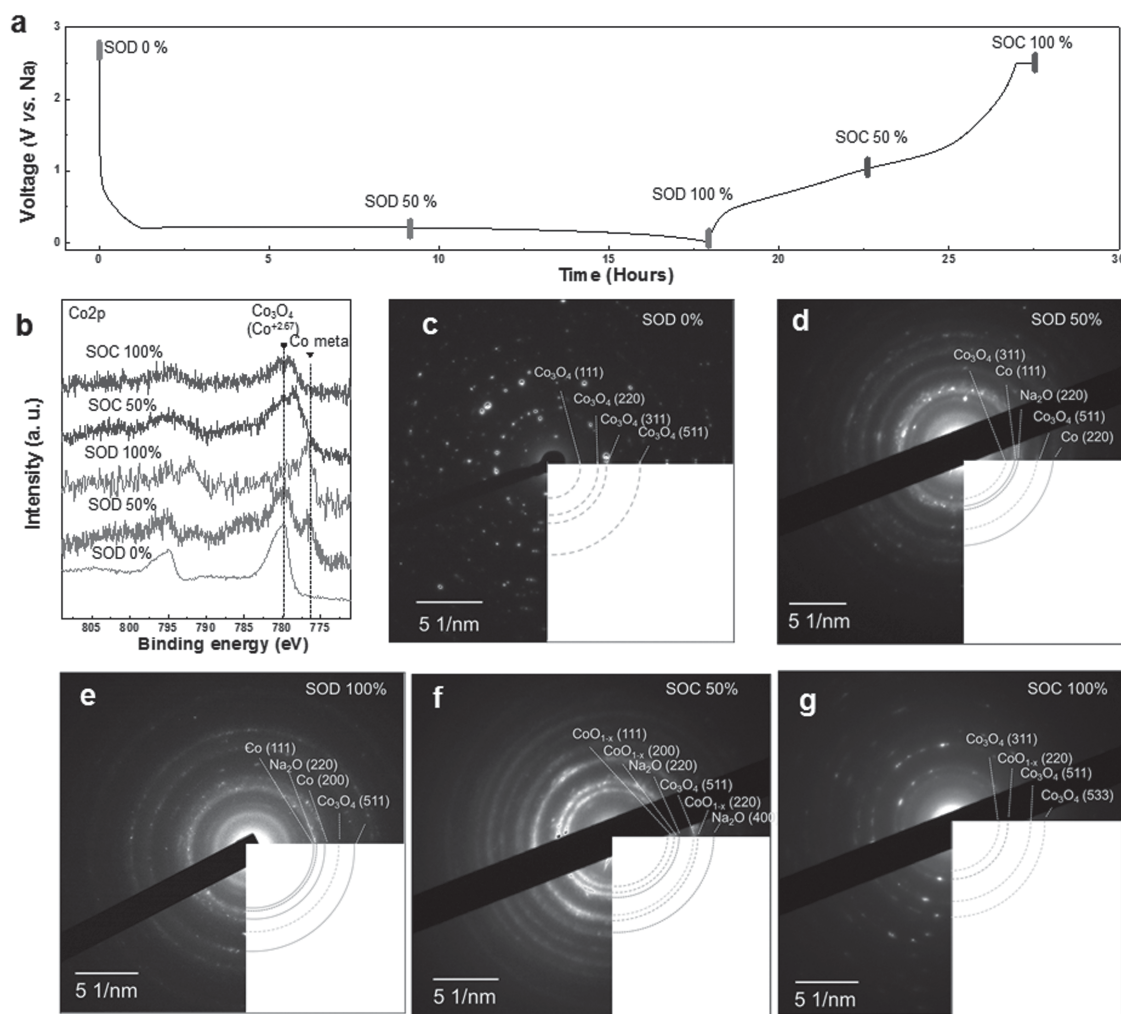 a
3
2
1
0
Voltage (V vs. Na)
SOD 0 %
SOD 50 %
SOD 100 %
SOC 50 %
SOC 100 %
0 5 10 15 20 25 30
Time (Hours)
b
Co2p
Co₃O₄
(Co⁺²·⁶⁷)
Co meta
SOC 100%
SOC 50%
SOD 100%
SOD 50%
SOD 0%
Intensity (a. u.)
805 800 795 790 785 780 775
Binding energy (eV)
c
SOD 0%
Co₃O₄ (111)
Co₃O₄ (220)
Co₃O₄ (311)
Co₃O₄ (511)
5 1/nm
d
SOD 50%
Co₃O₄ (311)
Co (111)
Na₂O (220)
Co₃O₄ (511)
Co (220)
5 1/nm
e
SOD 100%
Co (111)
Na₂O (220)
Co (200)
Co₃O₄ (511)
5 1/nm
f
SOC 50%
CoO₁₋ₓ (111)
CoO₁₋ₓ (200)
Na₂O (220)
Co₃O₄ (511)
CoO₁₋ₓ (220)
Na₂O (400
5 1/nm
g
SOC 100%
Co₃O₄ (311)
CoO₁₋ₓ (220)
Co₃O₄ (511)
Co₃O₄ (533)
5 1/nm